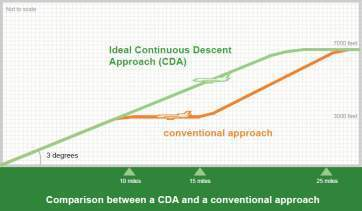 Not to scale
7000 feet
Ideal Continuous Descent
Approach (CDA)
3000 feet
conventional approach
3 degrees
10 miles
15 miles
25 miles
Comparison between a CDA and a conventional approach